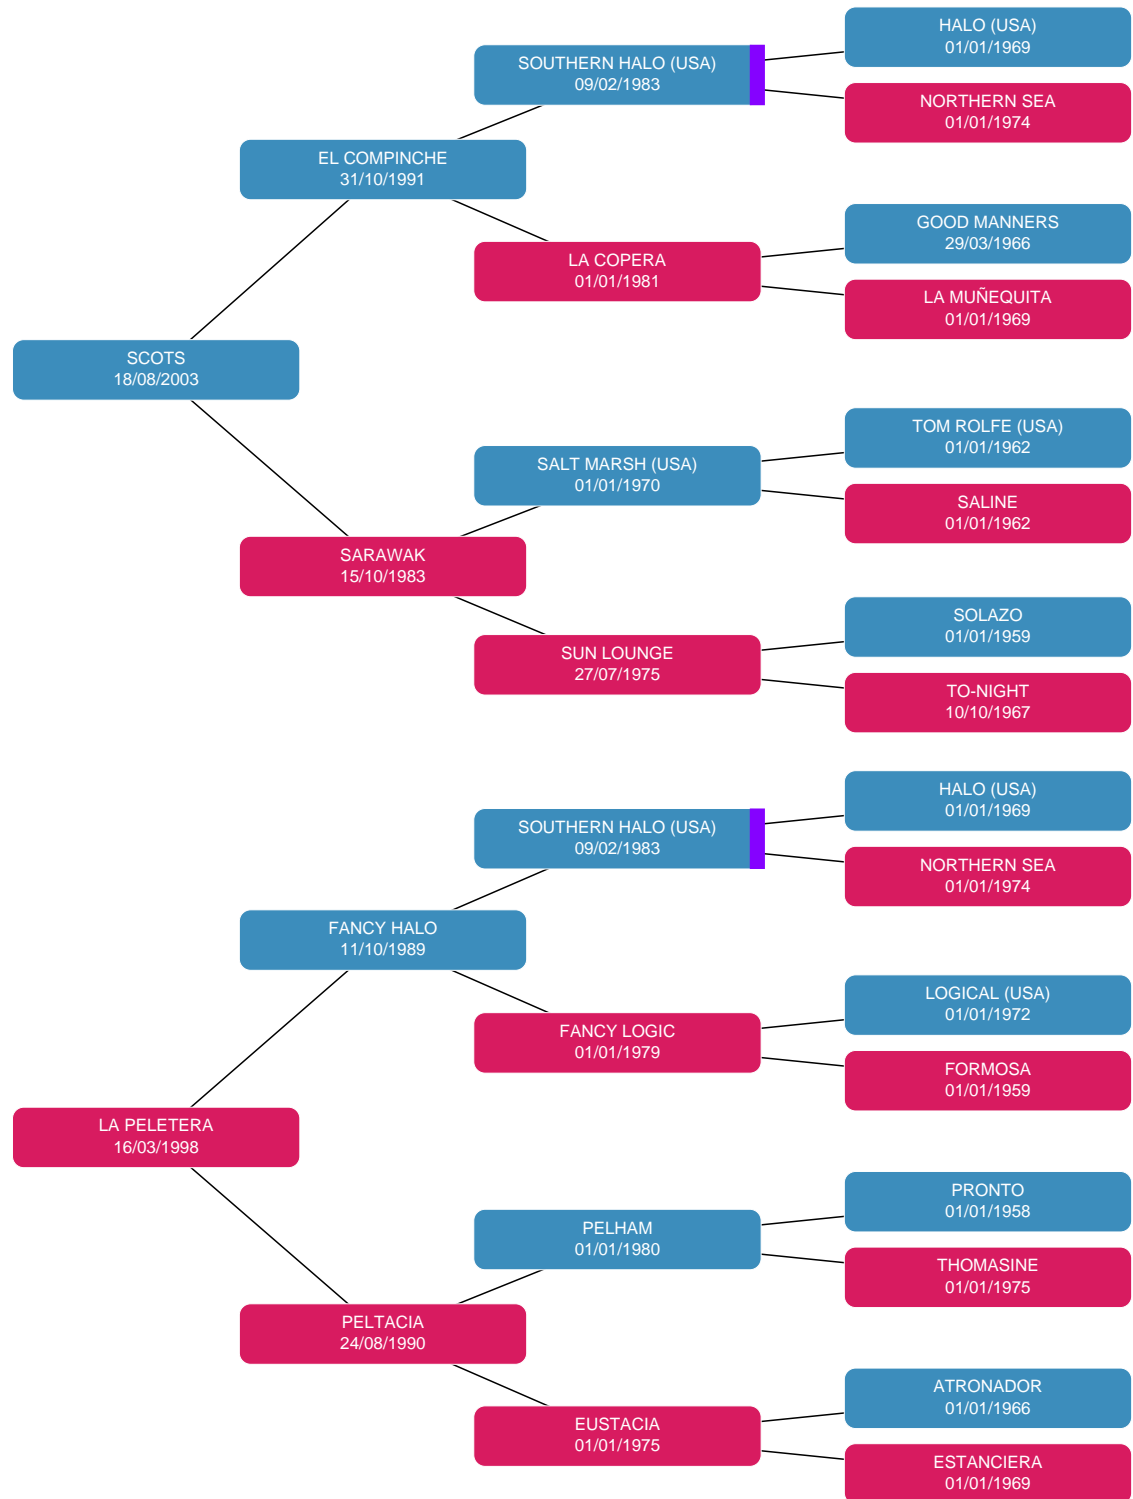 HALO (USA)
01/01/1969
SOUTHERN HALO (USA)
09/02/1983
NORTHERN SEA
01/01/1974
EL COMPINCHE
31/10/1991
GOOD MANNERS
29/03/1966
LA COPERA
01/01/1981
LA MUÑEQUITA
01/01/1969
SCOTS
18/08/2003
TOM ROLFE (USA)
01/01/1962
SALT MARSH (USA)
01/01/1970
SALINE
01/01/1962
SARAWAK
15/10/1983
SOLAZO
01/01/1959
SUN LOUNGE
27/07/1975
TO-NIGHT
10/10/1967
HALO (USA)
01/01/1969
SOUTHERN HALO (USA)
09/02/1983
NORTHERN SEA
01/01/1974
FANCY HALO
11/10/1989
LOGICAL (USA)
01/01/1972
FANCY LOGIC
01/01/1979
FORMOSA
01/01/1959
LA PELETERA
16/03/1998
PRONTO
01/01/1958
PELHAM
01/01/1980
THOMASINE
01/01/1975
PELTACIA
24/08/1990
ATRONADOR
01/01/1966
EUSTACIA
01/01/1975
ESTANCIERA
01/01/1969